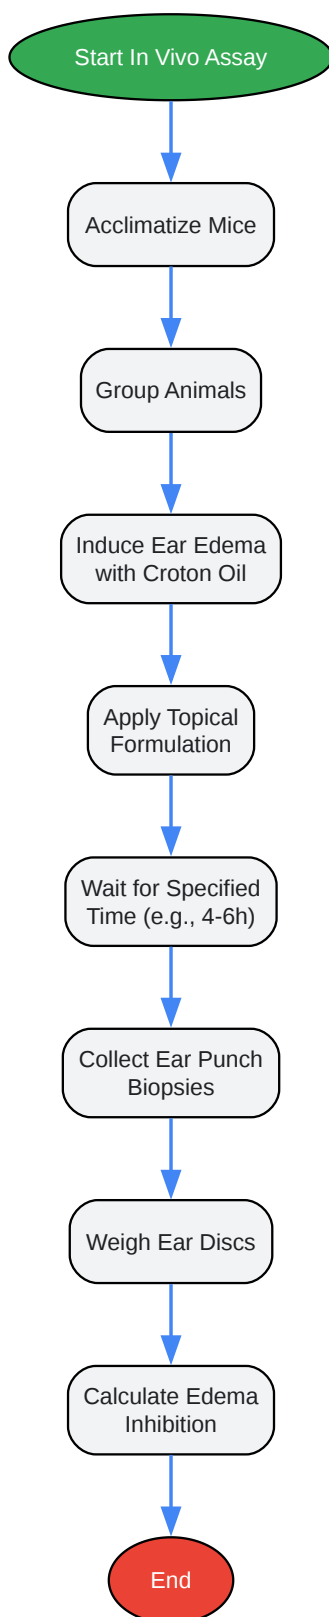 Start In Vivo Assay
Acclimatize Mice
Group Animals
Induce Ear Edema
with Croton Oil
Apply Topical
Formulation
Wait for Specified
Time (e.g., 4-6h)
Collect Ear Punch
Biopsies
Weigh Ear Discs
Calculate Edema
Inhibition
End